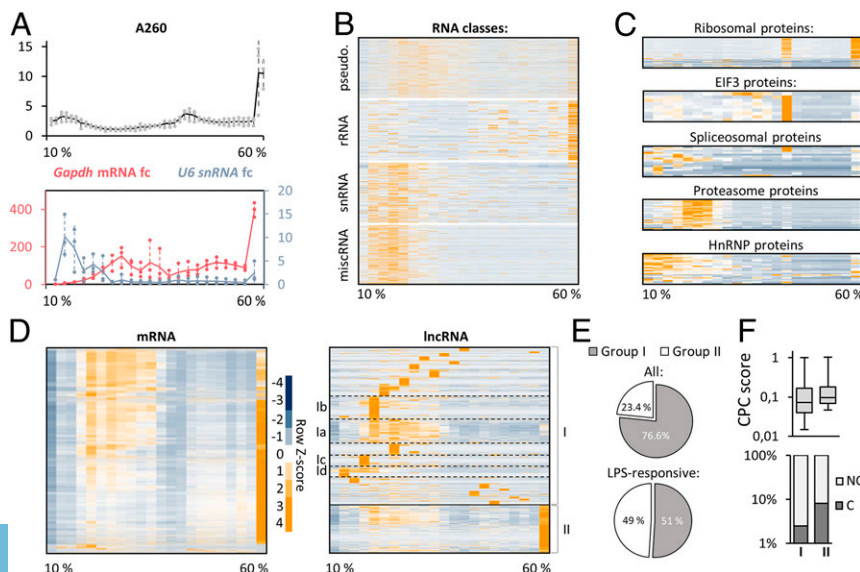 A
A260
15
10
5
0
10 %
60 %
Gapdh mRNA fc
U6 snRNA fc
400
200
0
20
15
10
5
0
10 %
60 %
B
RNA classes:
pseudo.
rRNA
snRNA
miscRNA
10 %
60 %
C
Ribosomal proteins:
EIF3 proteins:
Spliceosomal proteins
Proteasome proteins
HnRNP proteins
10 %
60 %
D
mRNA
10 %
60 %
-4
-3
-2
-1
0
1
2
3
4
Row Z-score
lncRNA
Ib
Ia
Ic
Id
I
II
10 %
60 %
E
Group I
Group II
All:
23.4 %
76.6%
LPS-responsive:
49 %
51 %
F
CPC score
1
0,1
0,01
100%
10%
1%
I
II
NC
C